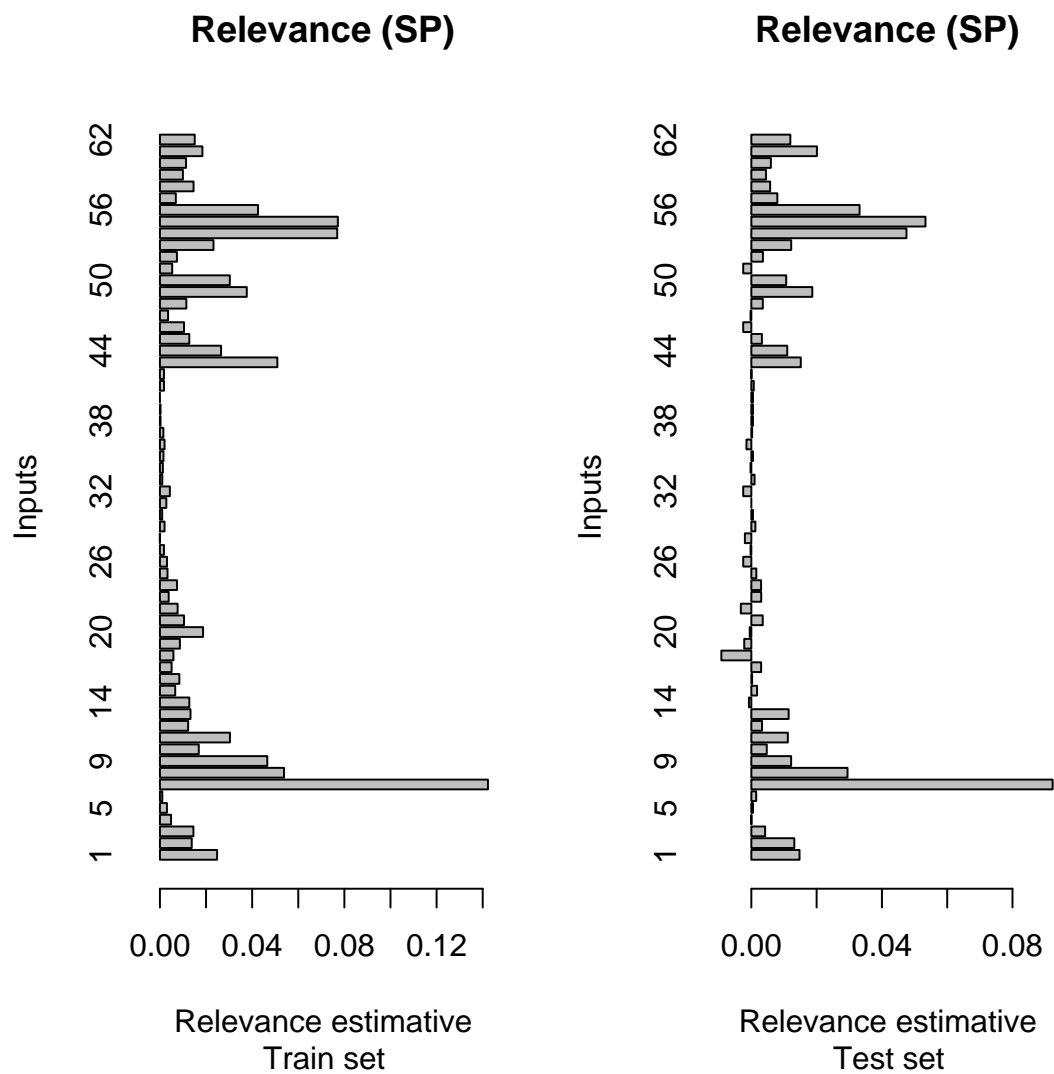 Relevance (SP)
Inputs
62
56
50
44
38
32
26
20
14
9
5
1
0.00 0.04 0.08 0.12
Relevance estimative
Train set
Relevance (SP)
Inputs
62
56
50
44
38
32
26
20
14
9
5
1
0.00 0.04 0.08
Relevance estimative
Test set